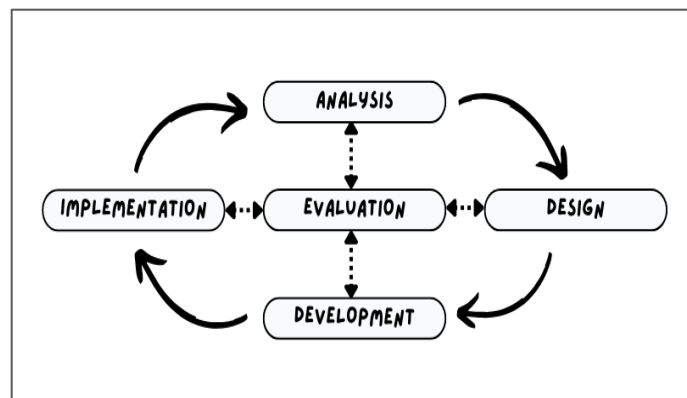 ANALYSIS
IMPLEMENTATION
EVALUATION
DESIGN
DEVELOPMENT